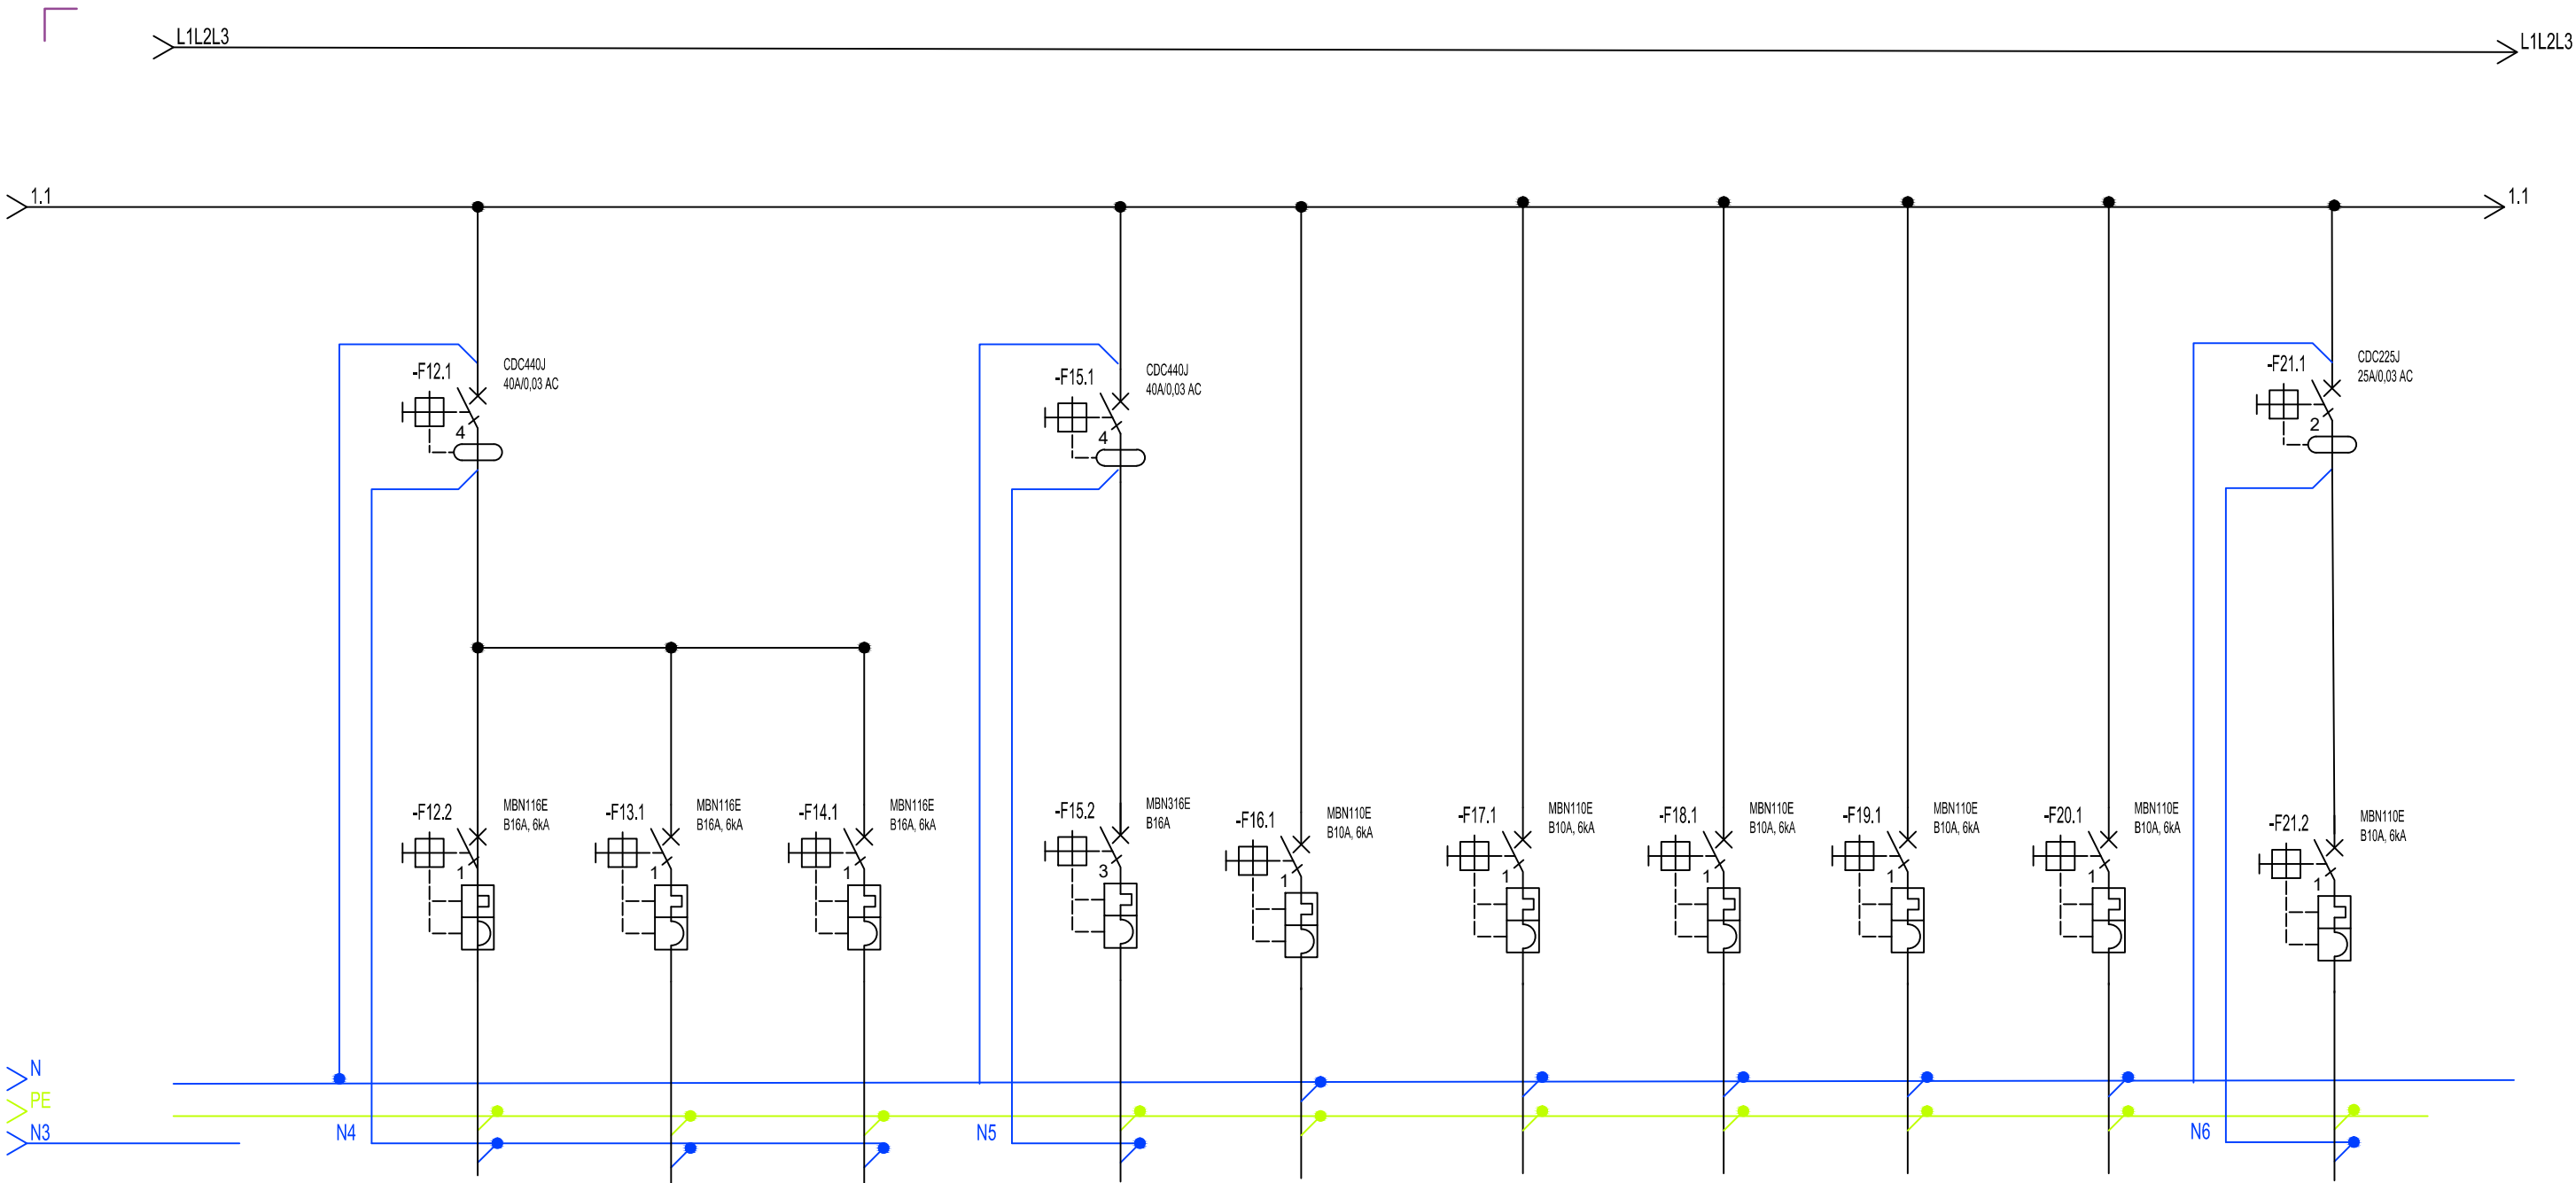 L1L2L3
L1L2L3
1.1
1.1
-F12.1
CDC440J
40A/0,03 AC
4
-F15.1
CDC440J
40A/0,03 AC
4
-F21.1
CDC225J
25A/0,03 AC
2
-F12.2
MBN116E
B16A, 6kA
1
-F13.1
MBN116E
B16A, 6kA
1
-F14.1
MBN116E
B16A, 6kA
1
-F15.2
MBN316E
B16A
3
-F16.1
MBN110E
B10A, 6kA
1
-F17.1
MBN110E
B10A, 6kA
1
-F18.1
MBN110E
B10A, 6kA
1
-F19.1
MBN110E
B10A, 6kA
1
-F20.1
MBN110E
B10A, 6kA
1
-F21.2
MBN110E
B10A, 6kA
1
N
PE
N3
N4
N5
N6